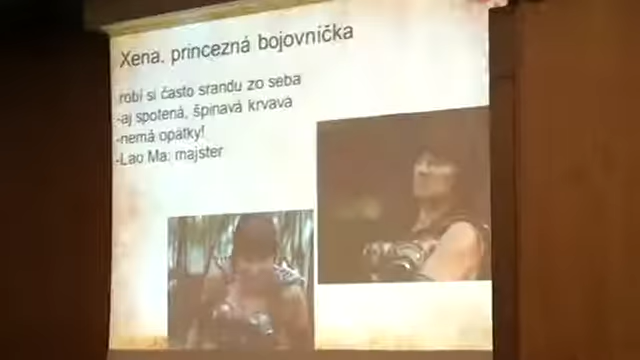 Xena. princezná bojovníčka
-robí si často srandu zo seba
-aj spotená, špinavá krvavá
-nemá opätky!
-Lao Ma: majster